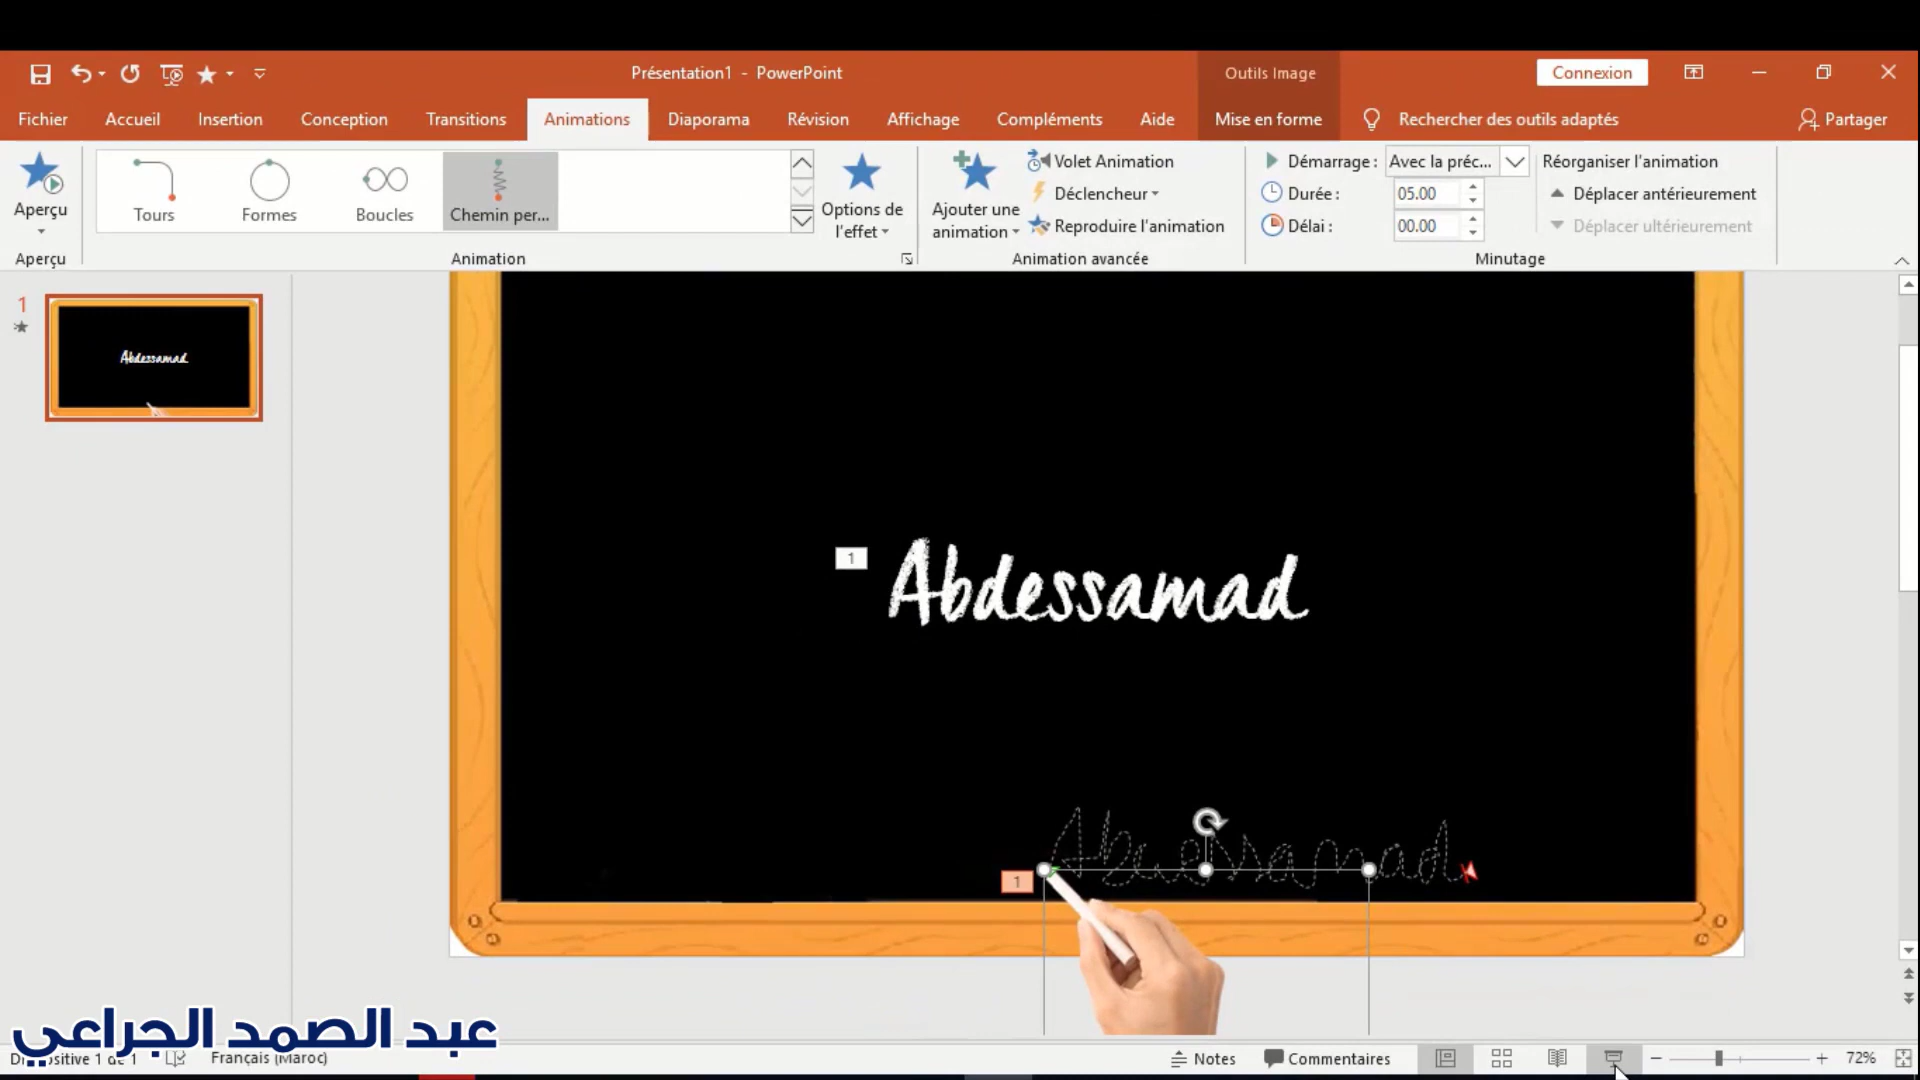 Présentation1 - PowerPoint
Outils Image
Connexion
Fichier Accueil Insertion Conception Transitions Animations Diaporama Révision Affichage Compléments Aide Mise en forme Rechercher des outils adaptés Partager
Aperçu
Tours Formes Boucles Chemin per...
Options de l'effet
Ajouter une animation
Volet Animation
Déclencheur
Reproduire l'animation
Démarrage : Avec la préc...
Durée : 05.00
Délai : 00.00
Réorganiser l'animation
Déplacer antérieurement
Déplacer ultérieurement
Aperçu Animation Animation avancée Minutage
1
Abdessamad
1
Abdessamad
1
عبد الصمد الجراعي
Français (Maroc)
Notes Commentaires 72%